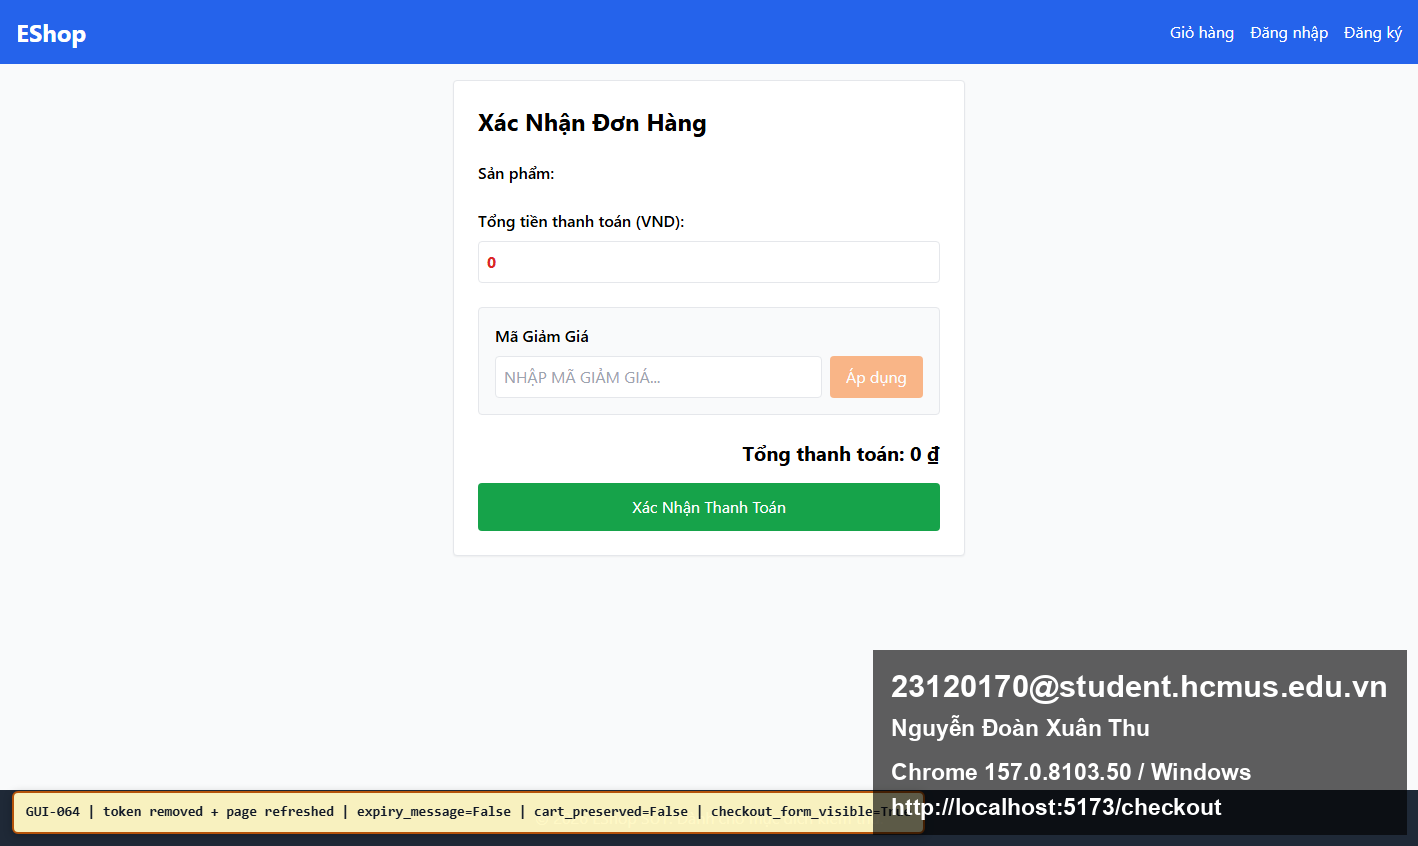 EShop
Giỏ hàng Đăng nhập Đăng ký
Xác Nhận Đơn Hàng
Sản phẩm:
Tổng tiền thanh toán (VND):
0
Mã Giảm Giá
NHẬP MÃ GIẢM GIÁ...
Áp dụng
Tổng thanh toán: 0 ₫
Xác Nhận Thanh Toán
23120170@student.hcmus.edu.vn
Nguyễn Đoàn Xuân Thu
Chrome 157.0.8103.50 / Windows
http://localhost:5173/checkout
GUI-064 | token removed + page refreshed | expiry_message=False | cart_preserved=False | checkout_form_visible=